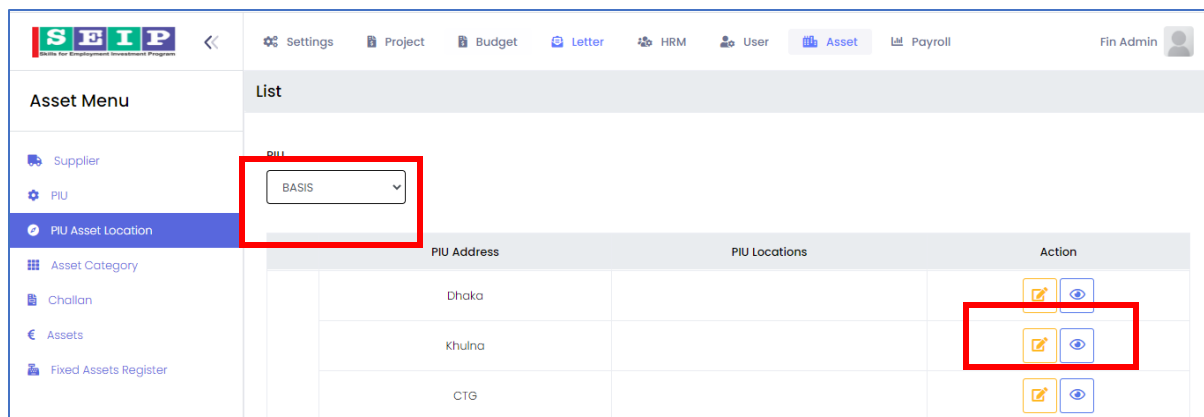 SEIP
Skills for Employment Investment Program
Settings Project Budget Letter HRM User Asset Payroll Fin Admin
Asset Menu
List
Supplier
PIU
PIU Asset Location
Asset Category
Challan
€ Assets
Fixed Assets Register
PIU
BASIS
PIU Address PIU Locations Action
Dhaka
Khulna
CTG